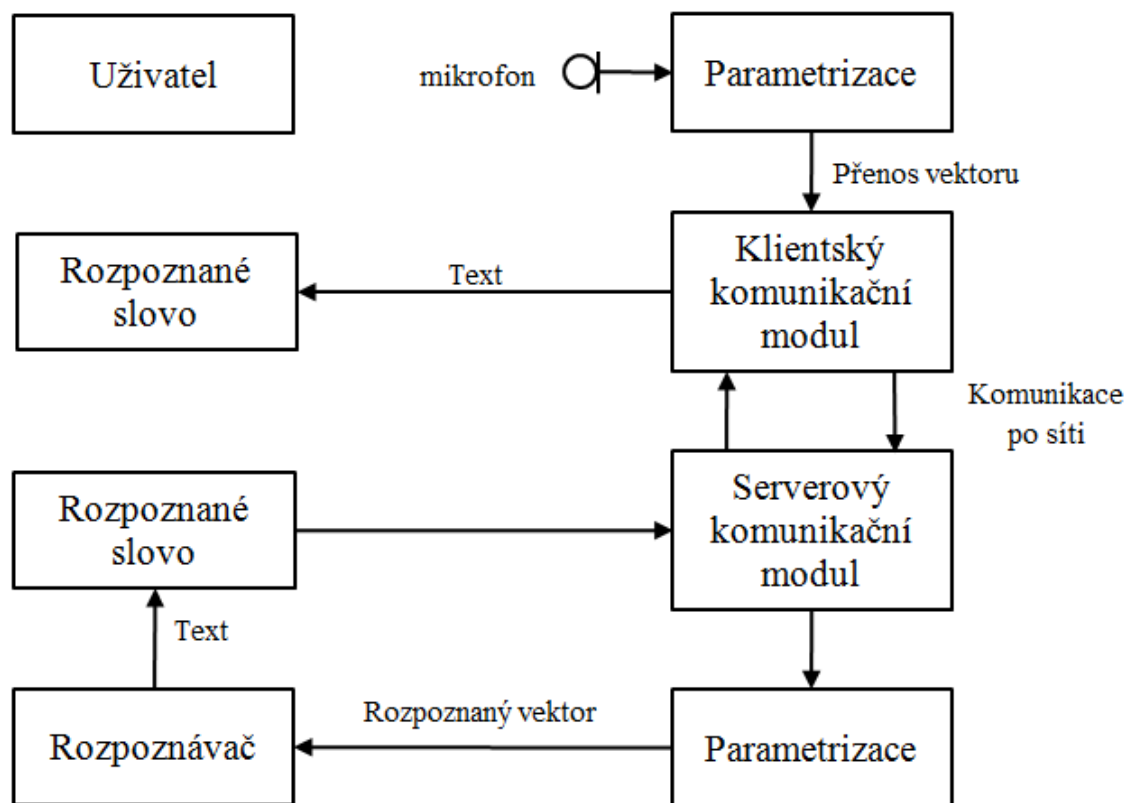 Uživatel
mikrofon
Parametrizace
Přenos vektoru
Rozpoznané
slovo
Text
Klientský
komunikační
modul
Komunikace
po síti
Rozpoznané
slovo
Serverový
komunikační
modul
Text
Rozpoznávač
Rozpoznaný vektor
Parametrizace